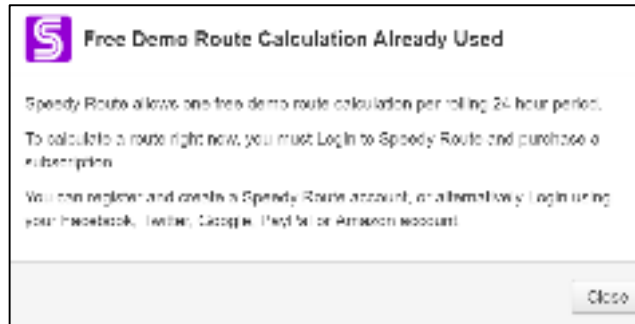 Free Demo Route Calculation Already Used
Speedy Route allows one free demo route calculation per rolling 24 hour period.
To calculate a route right now, you must Login to Speedy Route and purchase a
subscription
You can register and create a Speedy Route account, or alternatively Login using
your Facebook, Twitter, Google, PayPal or Amazon account
Close